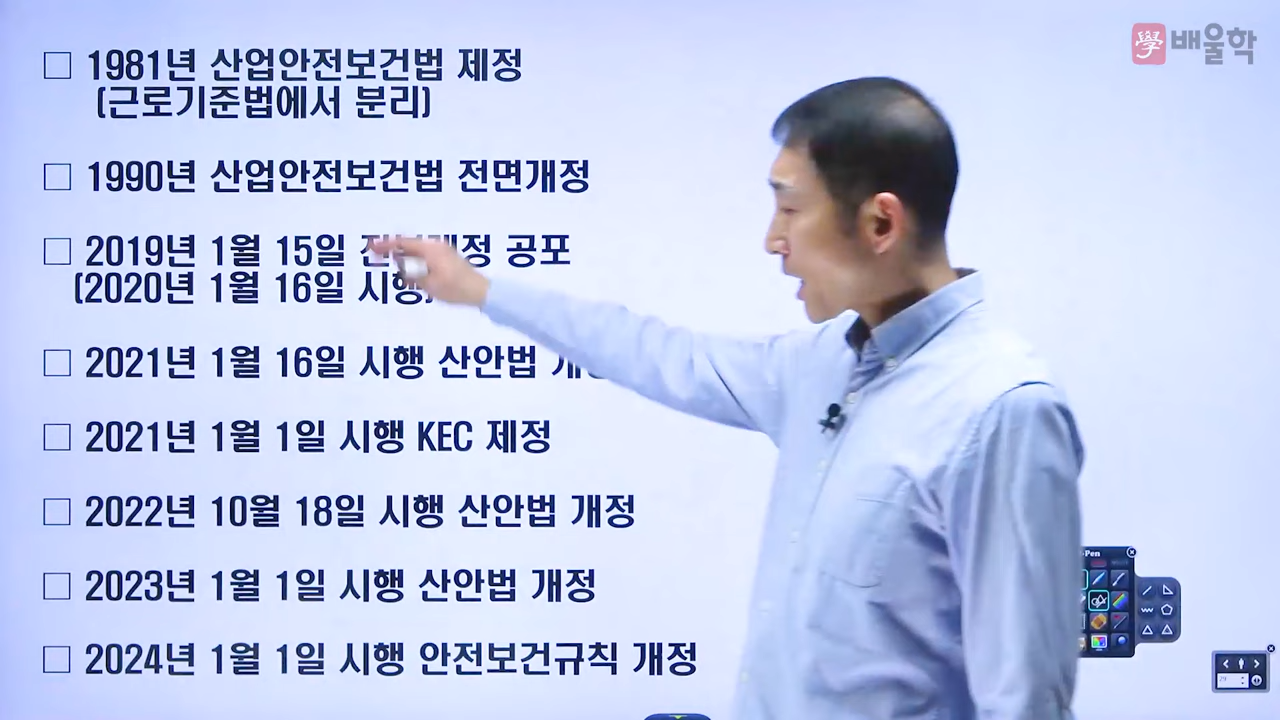 學 배울학
□ 1981년 산업안전보건법 제정
(근로기준법에서 분리)
□ 1990년 산업안전보건법 전면개정
□ 2019년 1월 15일 공포
(2020년 1월 16일 시행)
□ 2021년 1월 16일 시행 산안법
□ 2021년 1월 1일 시행 KEC 제정
□ 2022년 10월 18일 시행 산안법 개정
□ 2023년 1월 1일 시행 산안법 개정
□ 2024년 1월 1일 시행 안전보건규칙 개정